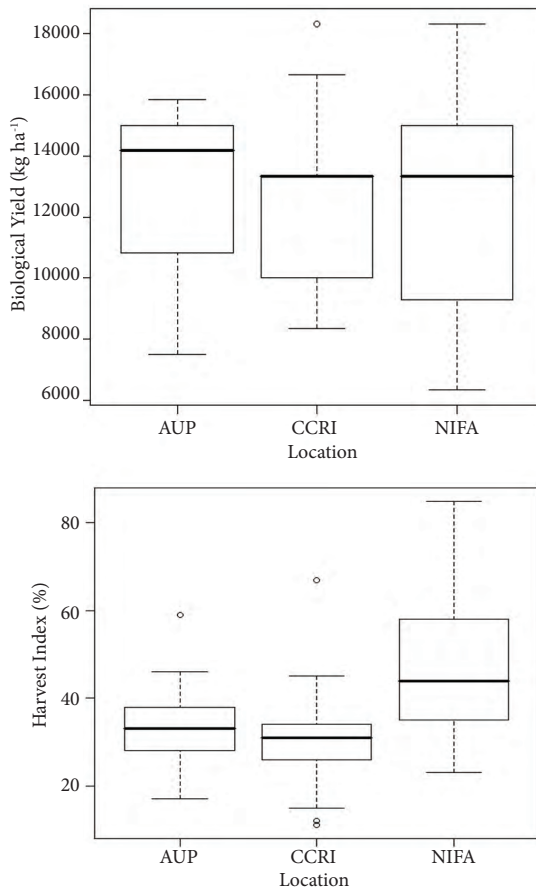 Biological Yield (kg ha⁻¹)
18000
16000
14000
12000
10000
8000
6000
AUP CCRI NIFA
Location
Harvest Index (%)
80
60
40
20
AUP CCRI NIFA
Location